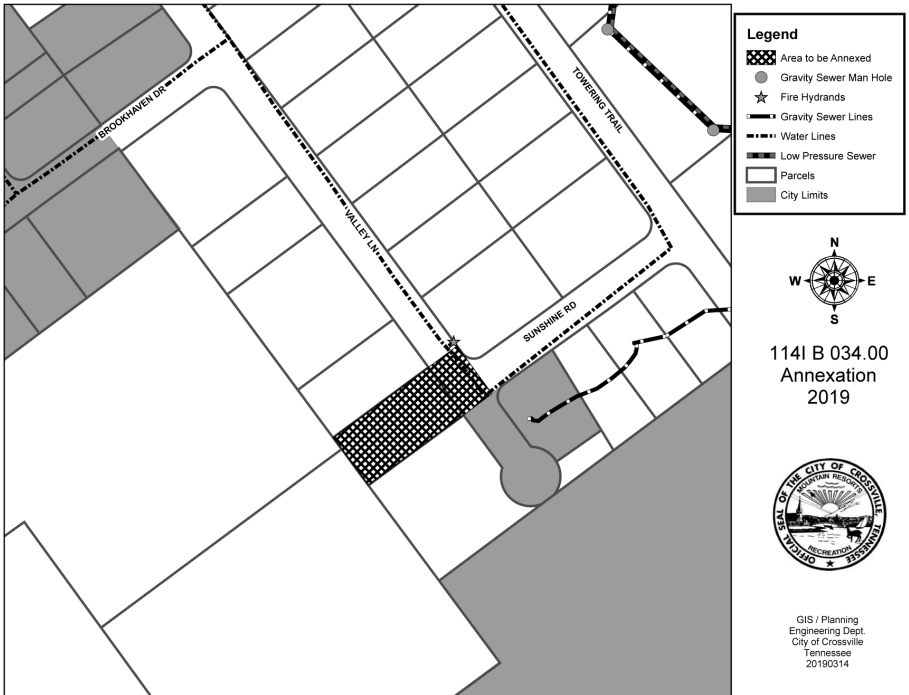 BROOKHAVEN DR
TOWERING TRAIL
VALLEY LN
SUNSHINE RD
Legend
Area to be Annexed
Gravity Sewer Man Hole
Fire Hydrants
Gravity Sewer Lines
Water Lines
Low Pressure Sewer
Parcels
City Limits
N
W
E
S
114I B 034.00
Annexation
2019
OFFICIAL SEAL OF THE CITY OF CROSSVILLE, TENNESSEE
MOUNTAIN RESORTS
RECREATION
GIS / Planning
Engineering Dept.
City of Crossville
Tennessee
20190314